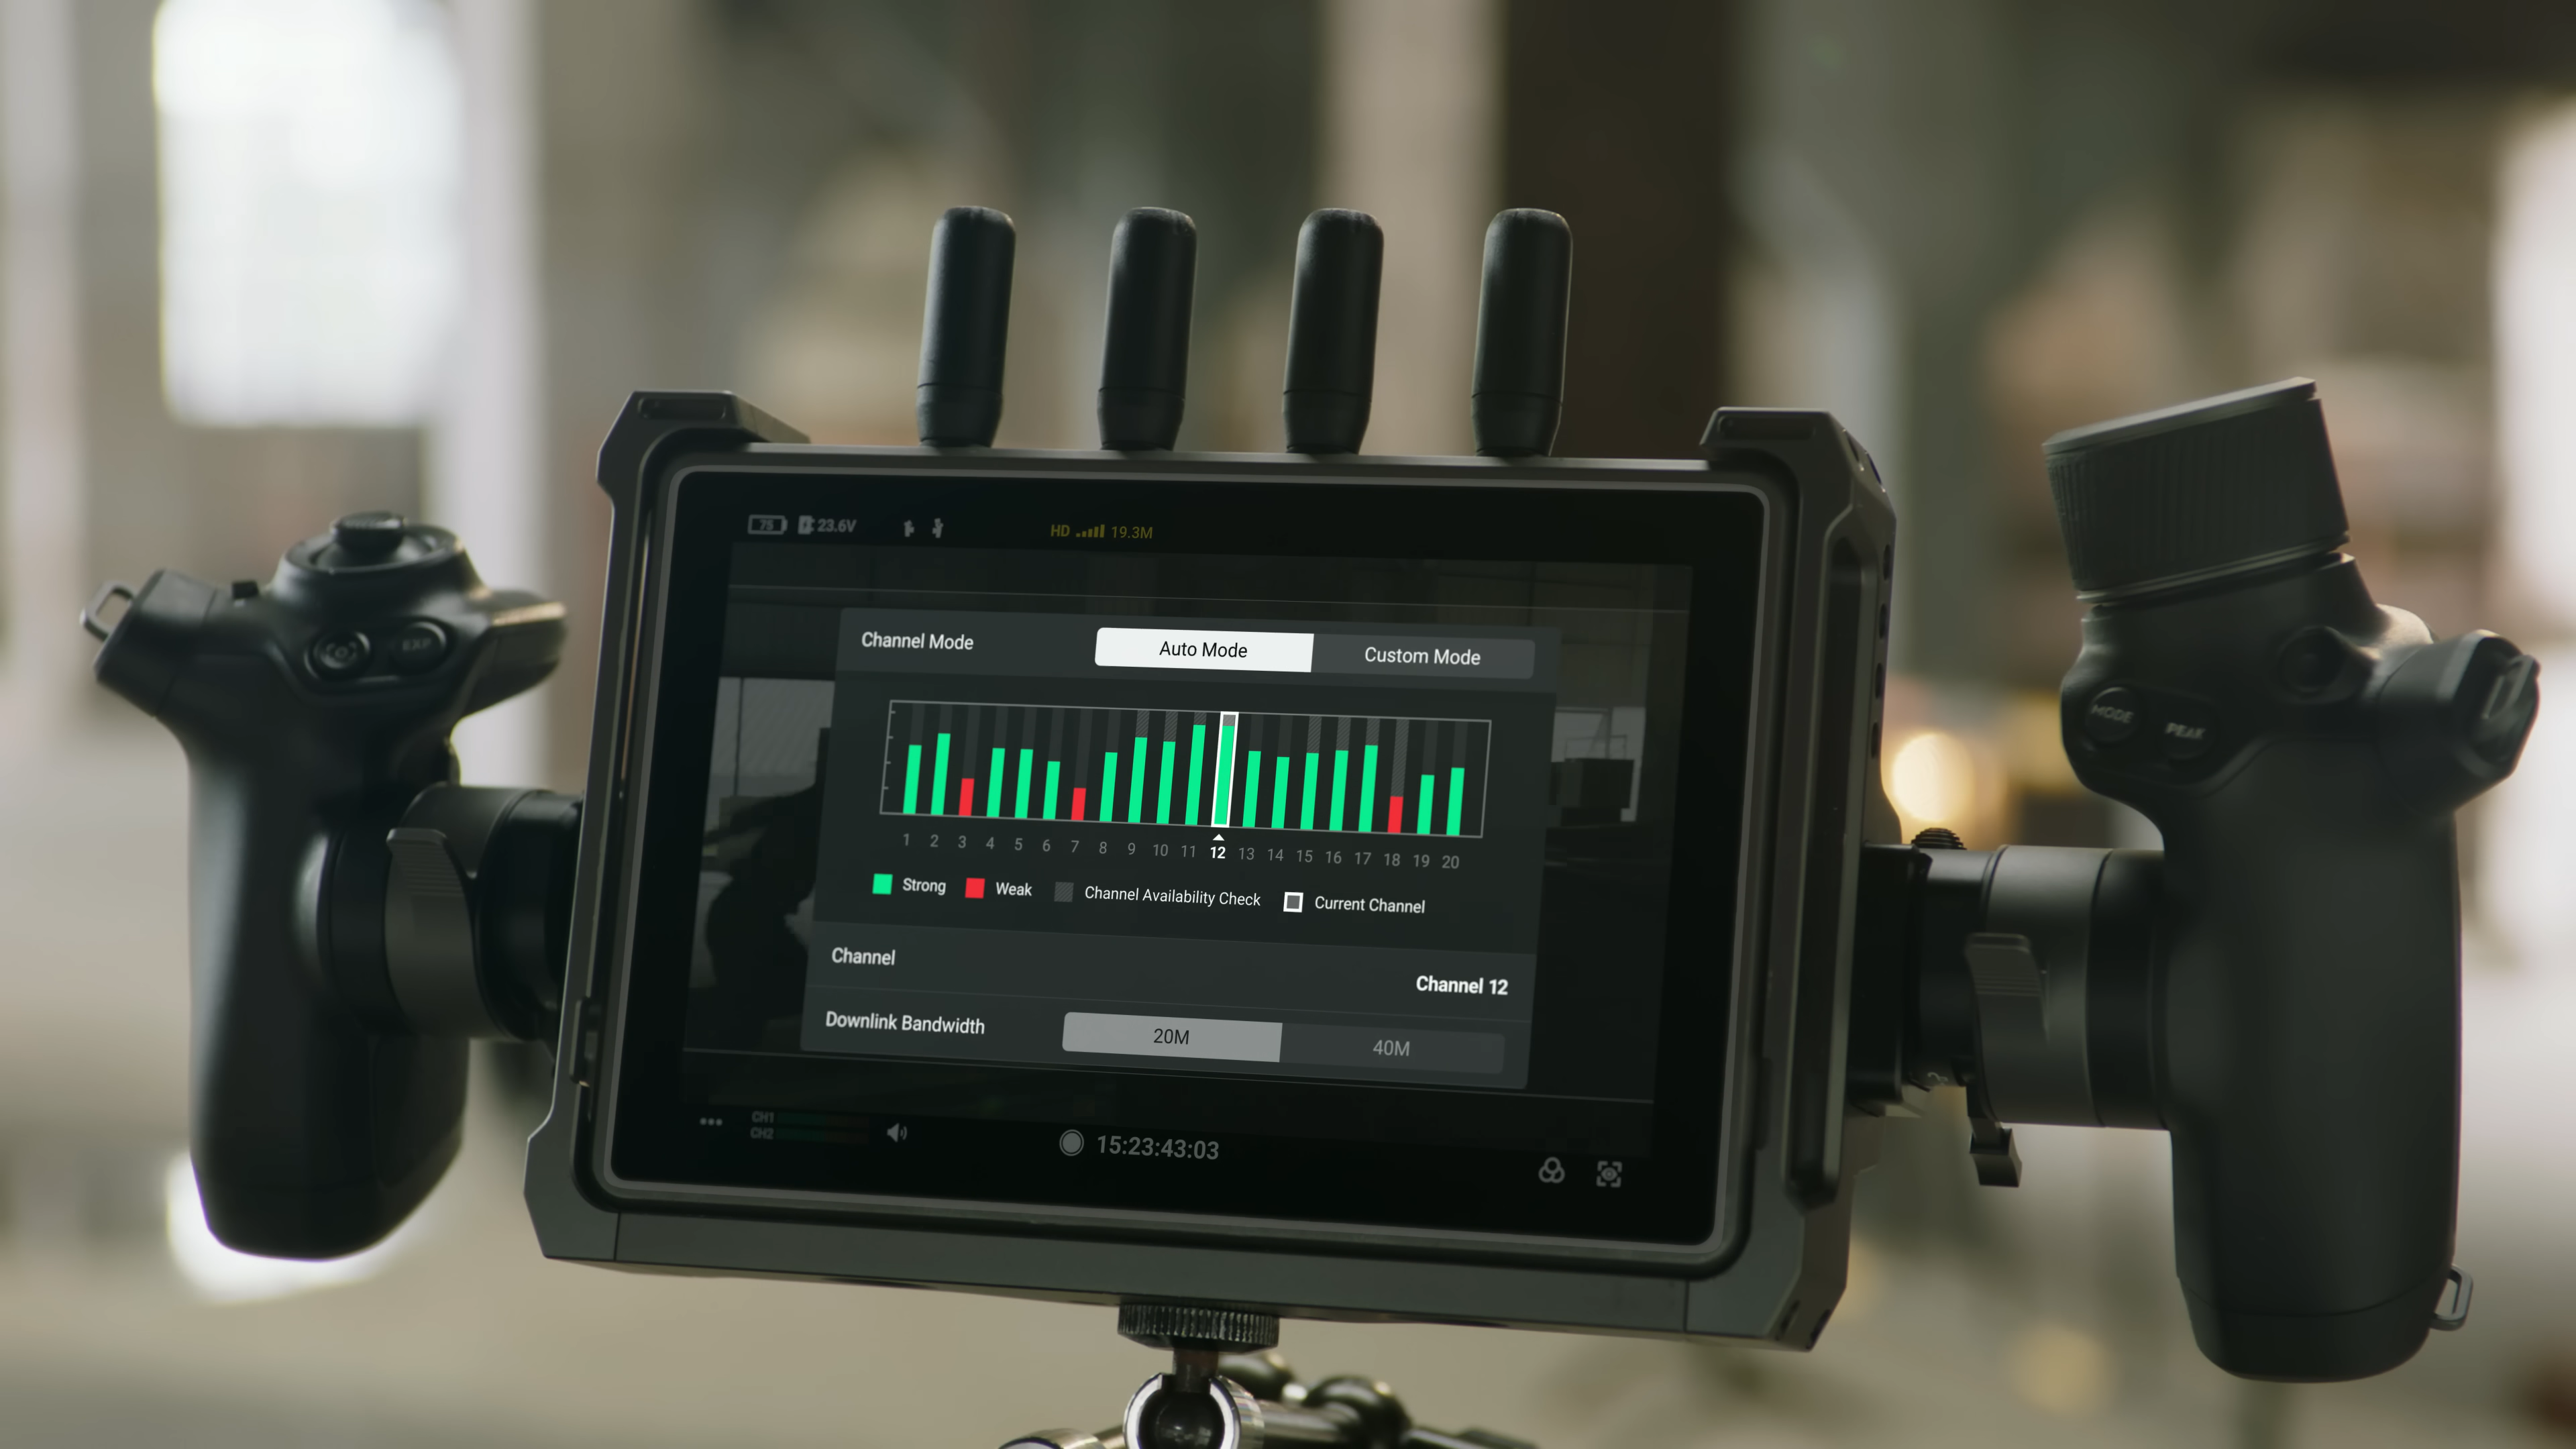 75 23.6V HD 19.3M
Channel Mode Auto Mode Custom Mode
1 2 3 4 5 6 7 8 9 10 11 12 13 14 15 16 17 18 19 20
Strong Weak Channel Availability Check Current Channel
Channel Channel 12
Downlink Bandwidth 20M 40M
CH1
CH2
15:23:43:03
EXP
MODE PEAK